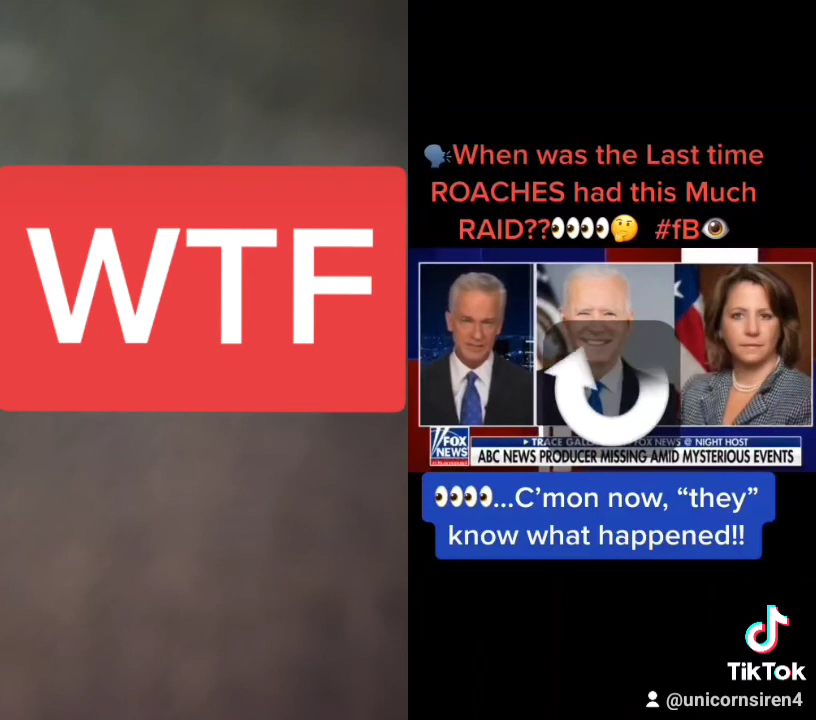 WTF
🗣When was the Last time
ROACHES had this Much
RAID??👀👀🤔 #fB👁
FOX
NEWS
TRACE GALL
FOX NEWS @ NIGHT HOST
ABC NEWS PRODUCER MISSING AMID MYSTERIOUS EVENTS
👀👀...C'mon now, “they”
know what happened!!
TikTok
@unicornsiren4